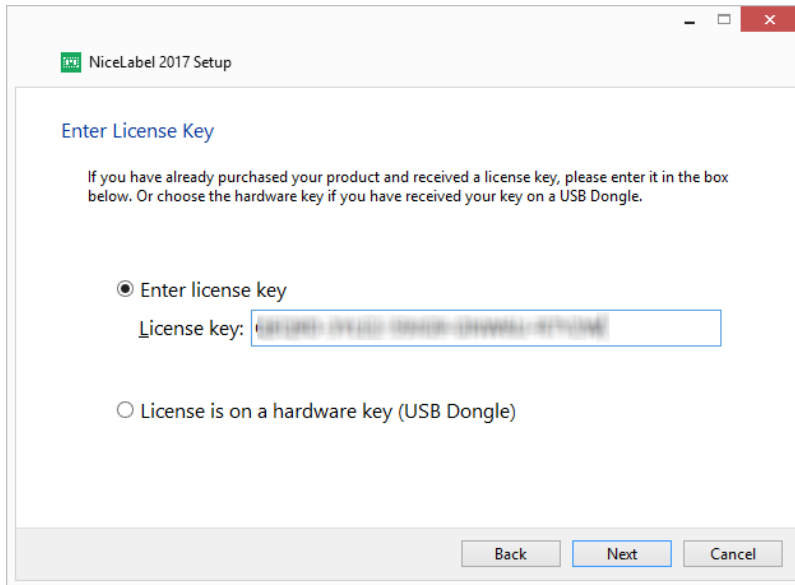 NiceLabel 2017 Setup
Enter License Key
If you have already purchased your product and received a license key, please enter it in the box
below. Or choose the hardware key if you have received your key on a USB Dongle.
Enter license key
License key:
License is on a hardware key (USB Dongle)
Back Next Cancel